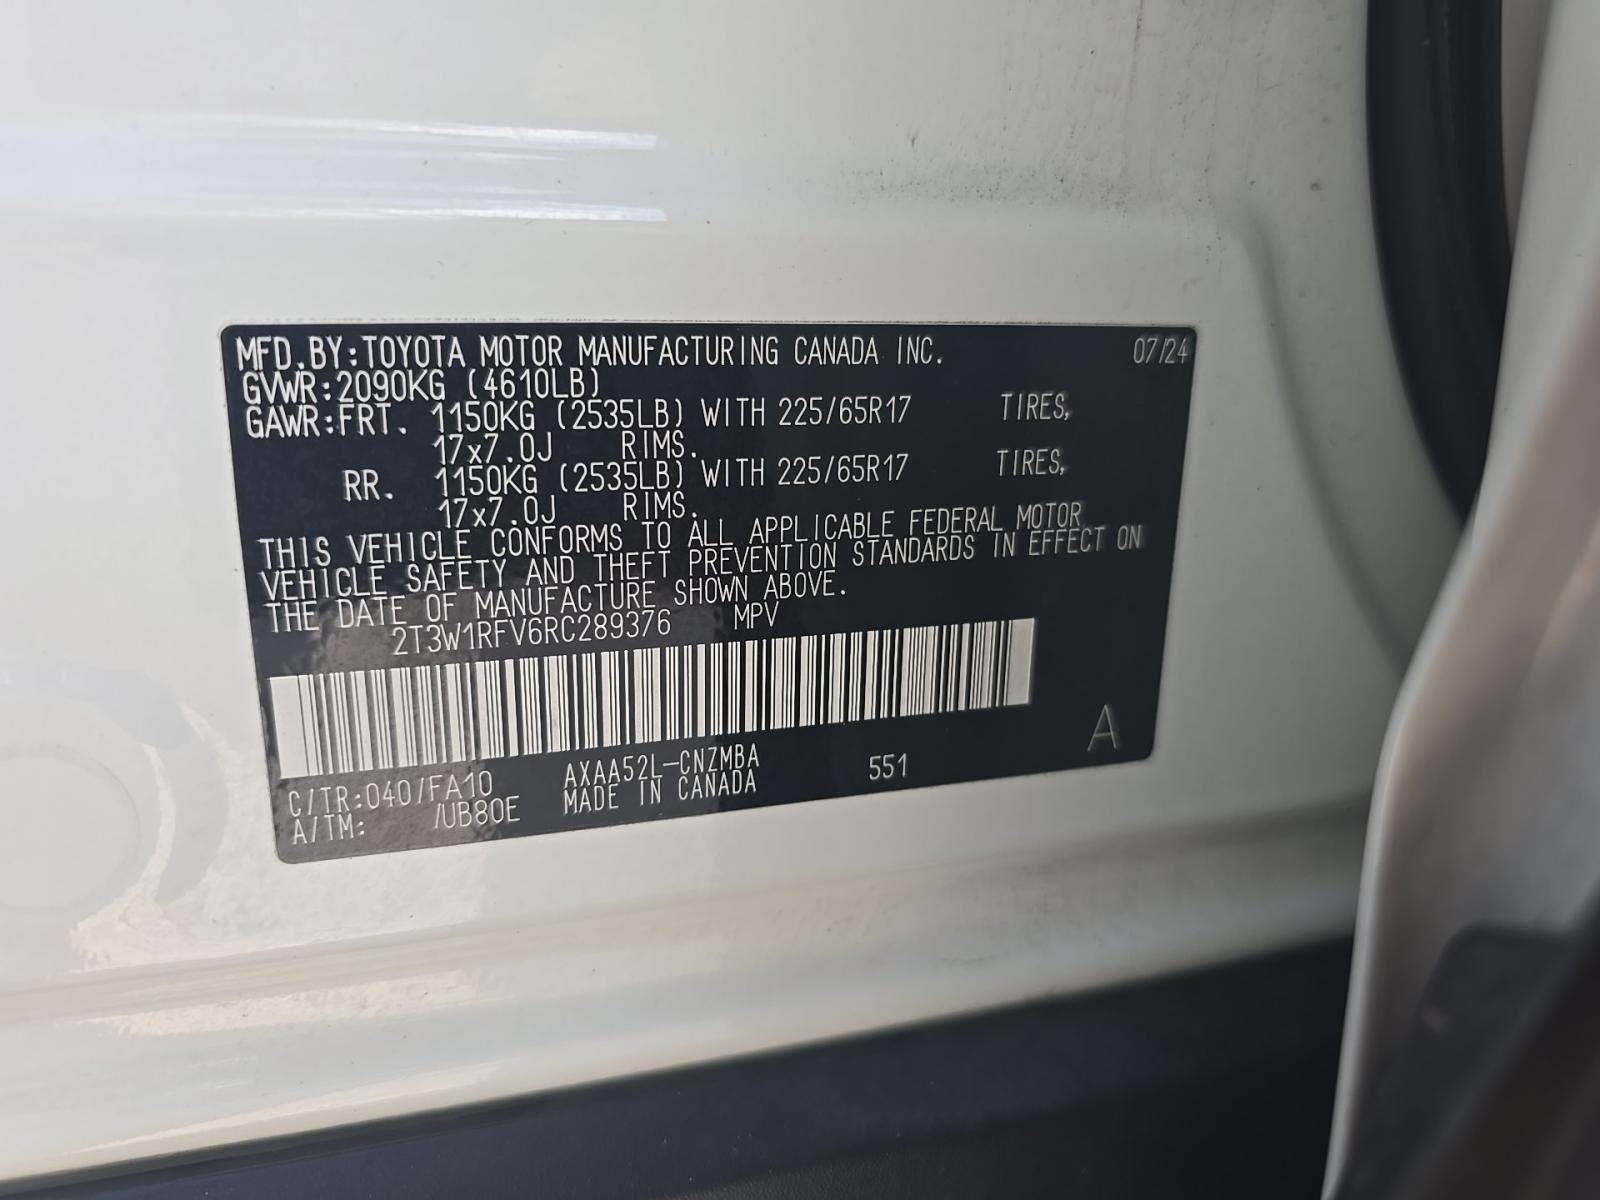 MFD.BY:TOYOTA MOTOR MANUFACTURING CANADA INC. 07/24
GVWR:2090KG (4610LB)
GAWR:FRT. 1150KG (2535LB) WITH 225/65R17 TIRES,
17x7.0J RIMS.
RR. 1150KG (2535LB) WITH 225/65R17 TIRES,
17x7.0J RIMS.
THIS VEHICLE CONFORMS TO ALL APPLICABLE FEDERAL MOTOR
VEHICLE SAFETY AND THEFT PREVENTION STANDARDS IN EFFECT ON
THE DATE OF MANUFACTURE SHOWN ABOVE.
2T3W1RFV6RC289376 MPV
C/TR:040/FA10 AXAA52L-CNZMBA 551 A
A/TM: /UB80E MADE IN CANADA